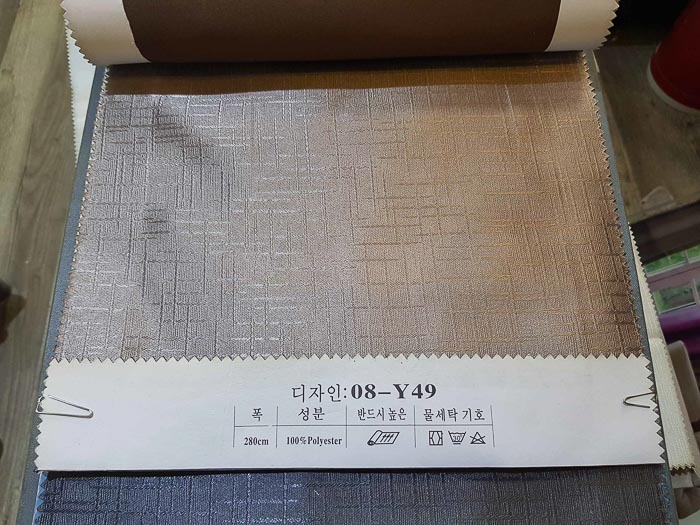 디자인: 08-Y49
폭 성분 반드시높은 물세탁 기호
280cm 100%Polyester